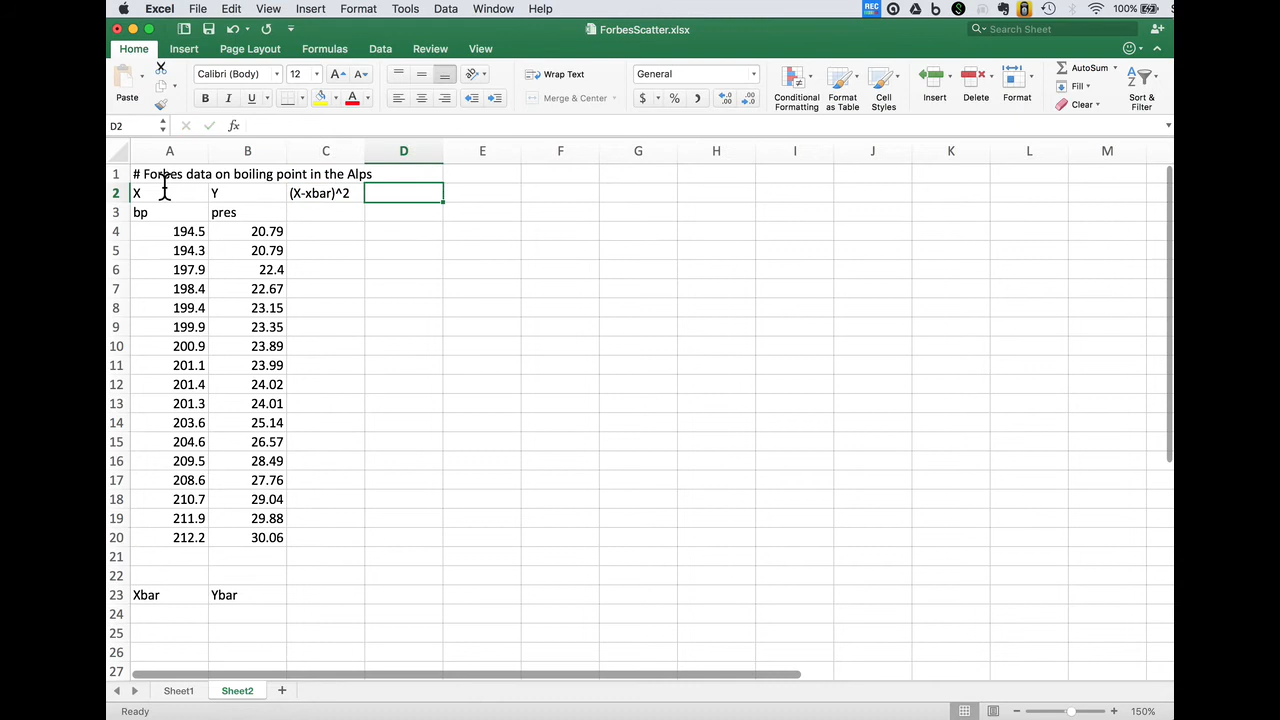 Excel File Edit View Insert Format Tools Data Window Help REC 100%
ForbesScatter.xlsx Search Sheet
Home Insert Page Layout Formulas Data Review View
Paste Calibri (Body) 12 A A Wrap Text General Conditional Formatting Format as Table Cell Styles Insert Delete Format AutoSum Fill Clear Sort & Filter
B I U A Merge & Center $ % )
D2 fx
A B C D E F G H I J K L M
1 # Forbes data on boiling point in the Alps
2 X Y (X-xbar)^2
3 bp pres
4 194.5 20.79
5 194.3 20.79
6 197.9 22.4
7 198.4 22.67
8 199.4 23.15
9 199.9 23.35
10 200.9 23.89
11 201.1 23.99
12 201.4 24.02
13 201.3 24.01
14 203.6 25.14
15 204.6 26.57
16 209.5 28.49
17 208.6 27.76
18 210.7 29.04
19 211.9 29.88
20 212.2 30.06
21
22
23 Xbar Ybar
24
25
26
27
Sheet1 Sheet2 +
Ready 150%